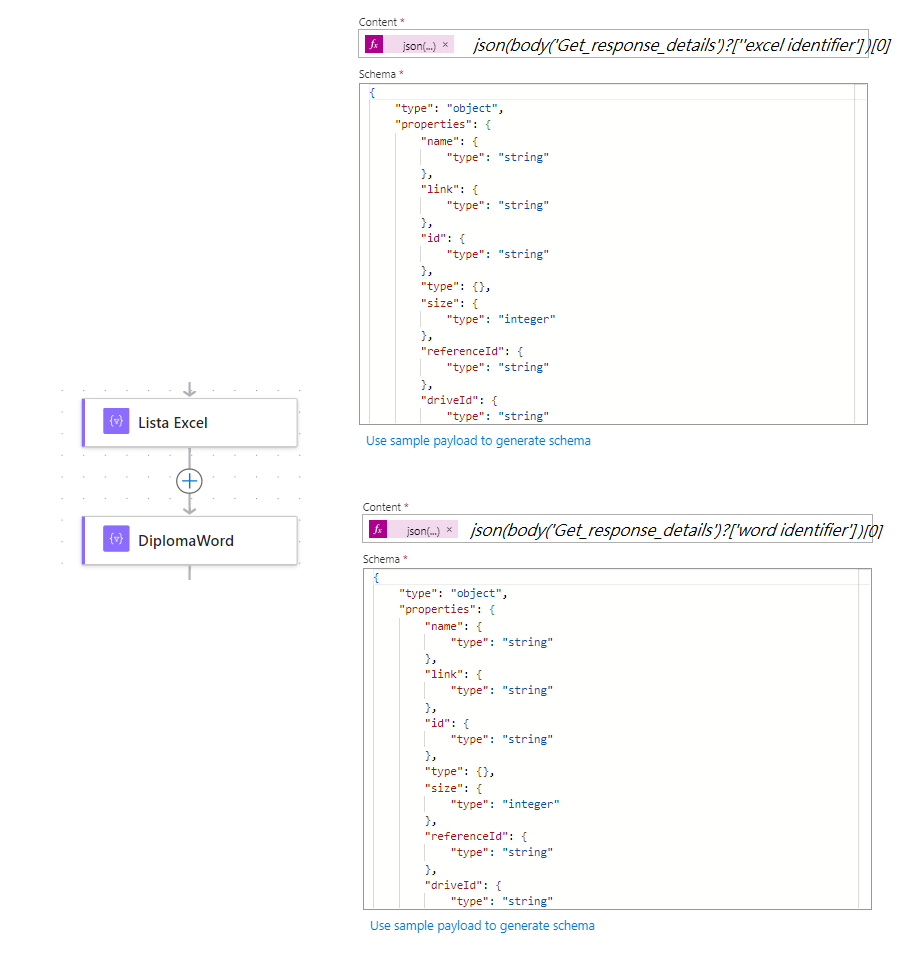 Content *
fx json(...) × json(body('Get_response_details')?[''excel identifier'])[0]
Schema *
{
"type": "object",
"properties": {
"name": {
"type": "string"
},
"link": {
"type": "string"
},
"id": {
"type": "string"
},
"type": {},
"size": {
"type": "integer"
},
"referenceId": {
"type": "string"
},
"driveId": {
"type": "string"
Use sample payload to generate schema
{v} Lista Excel
{v} DiplomaWord
Content *
fx json(...) × json(body('Get_response_details')?['word identifier'])[0]
Schema *
{
"type": "object",
"properties": {
"name": {
"type": "string"
},
"link": {
"type": "string"
},
"id": {
"type": "string"
},
"type": {},
"size": {
"type": "integer"
},
"referenceId": {
"type": "string"
},
"driveId": {
"type": "string"
Use sample payload to generate schema